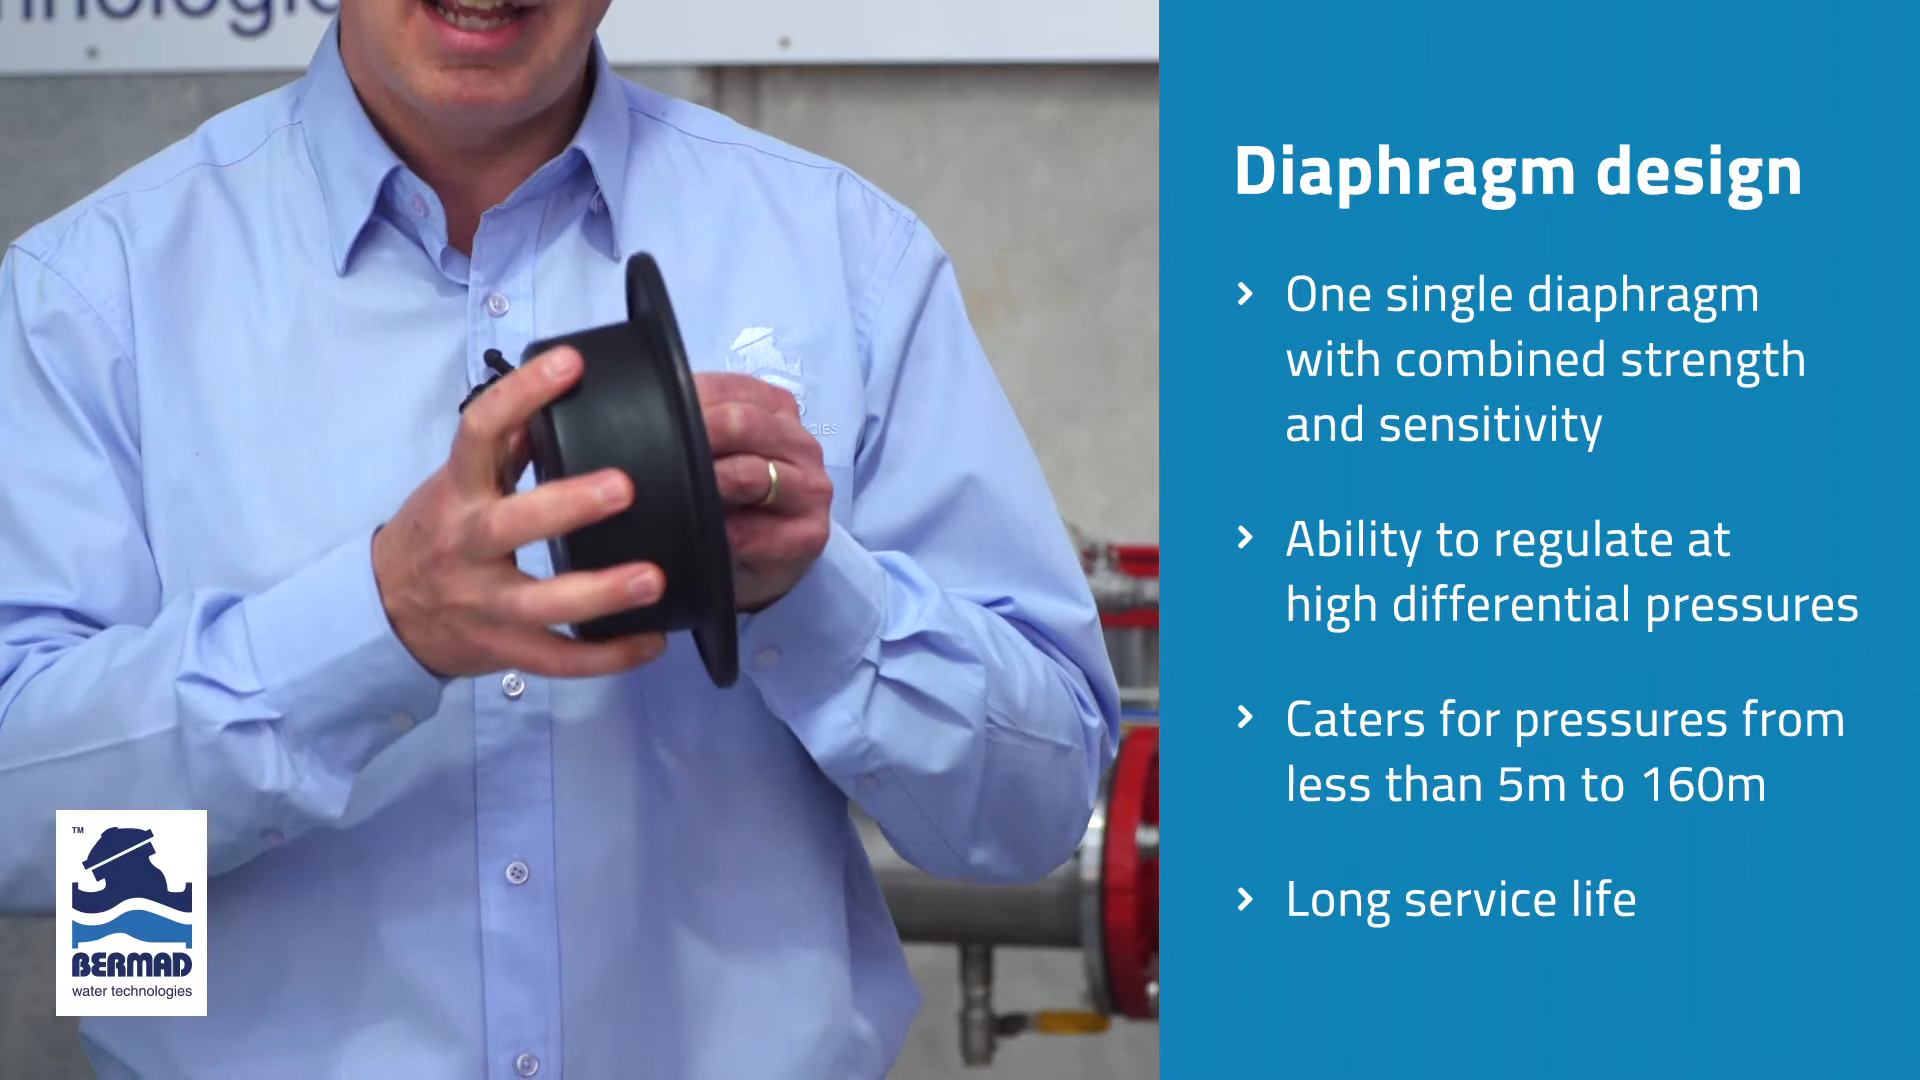 Diaphragm design
One single diaphragm
with combined strength
and sensitivity
Ability to regulate at
high differential pressures
Caters for pressures from
less than 5m to 160m
Long service life
TM
BERMAD
water technologies